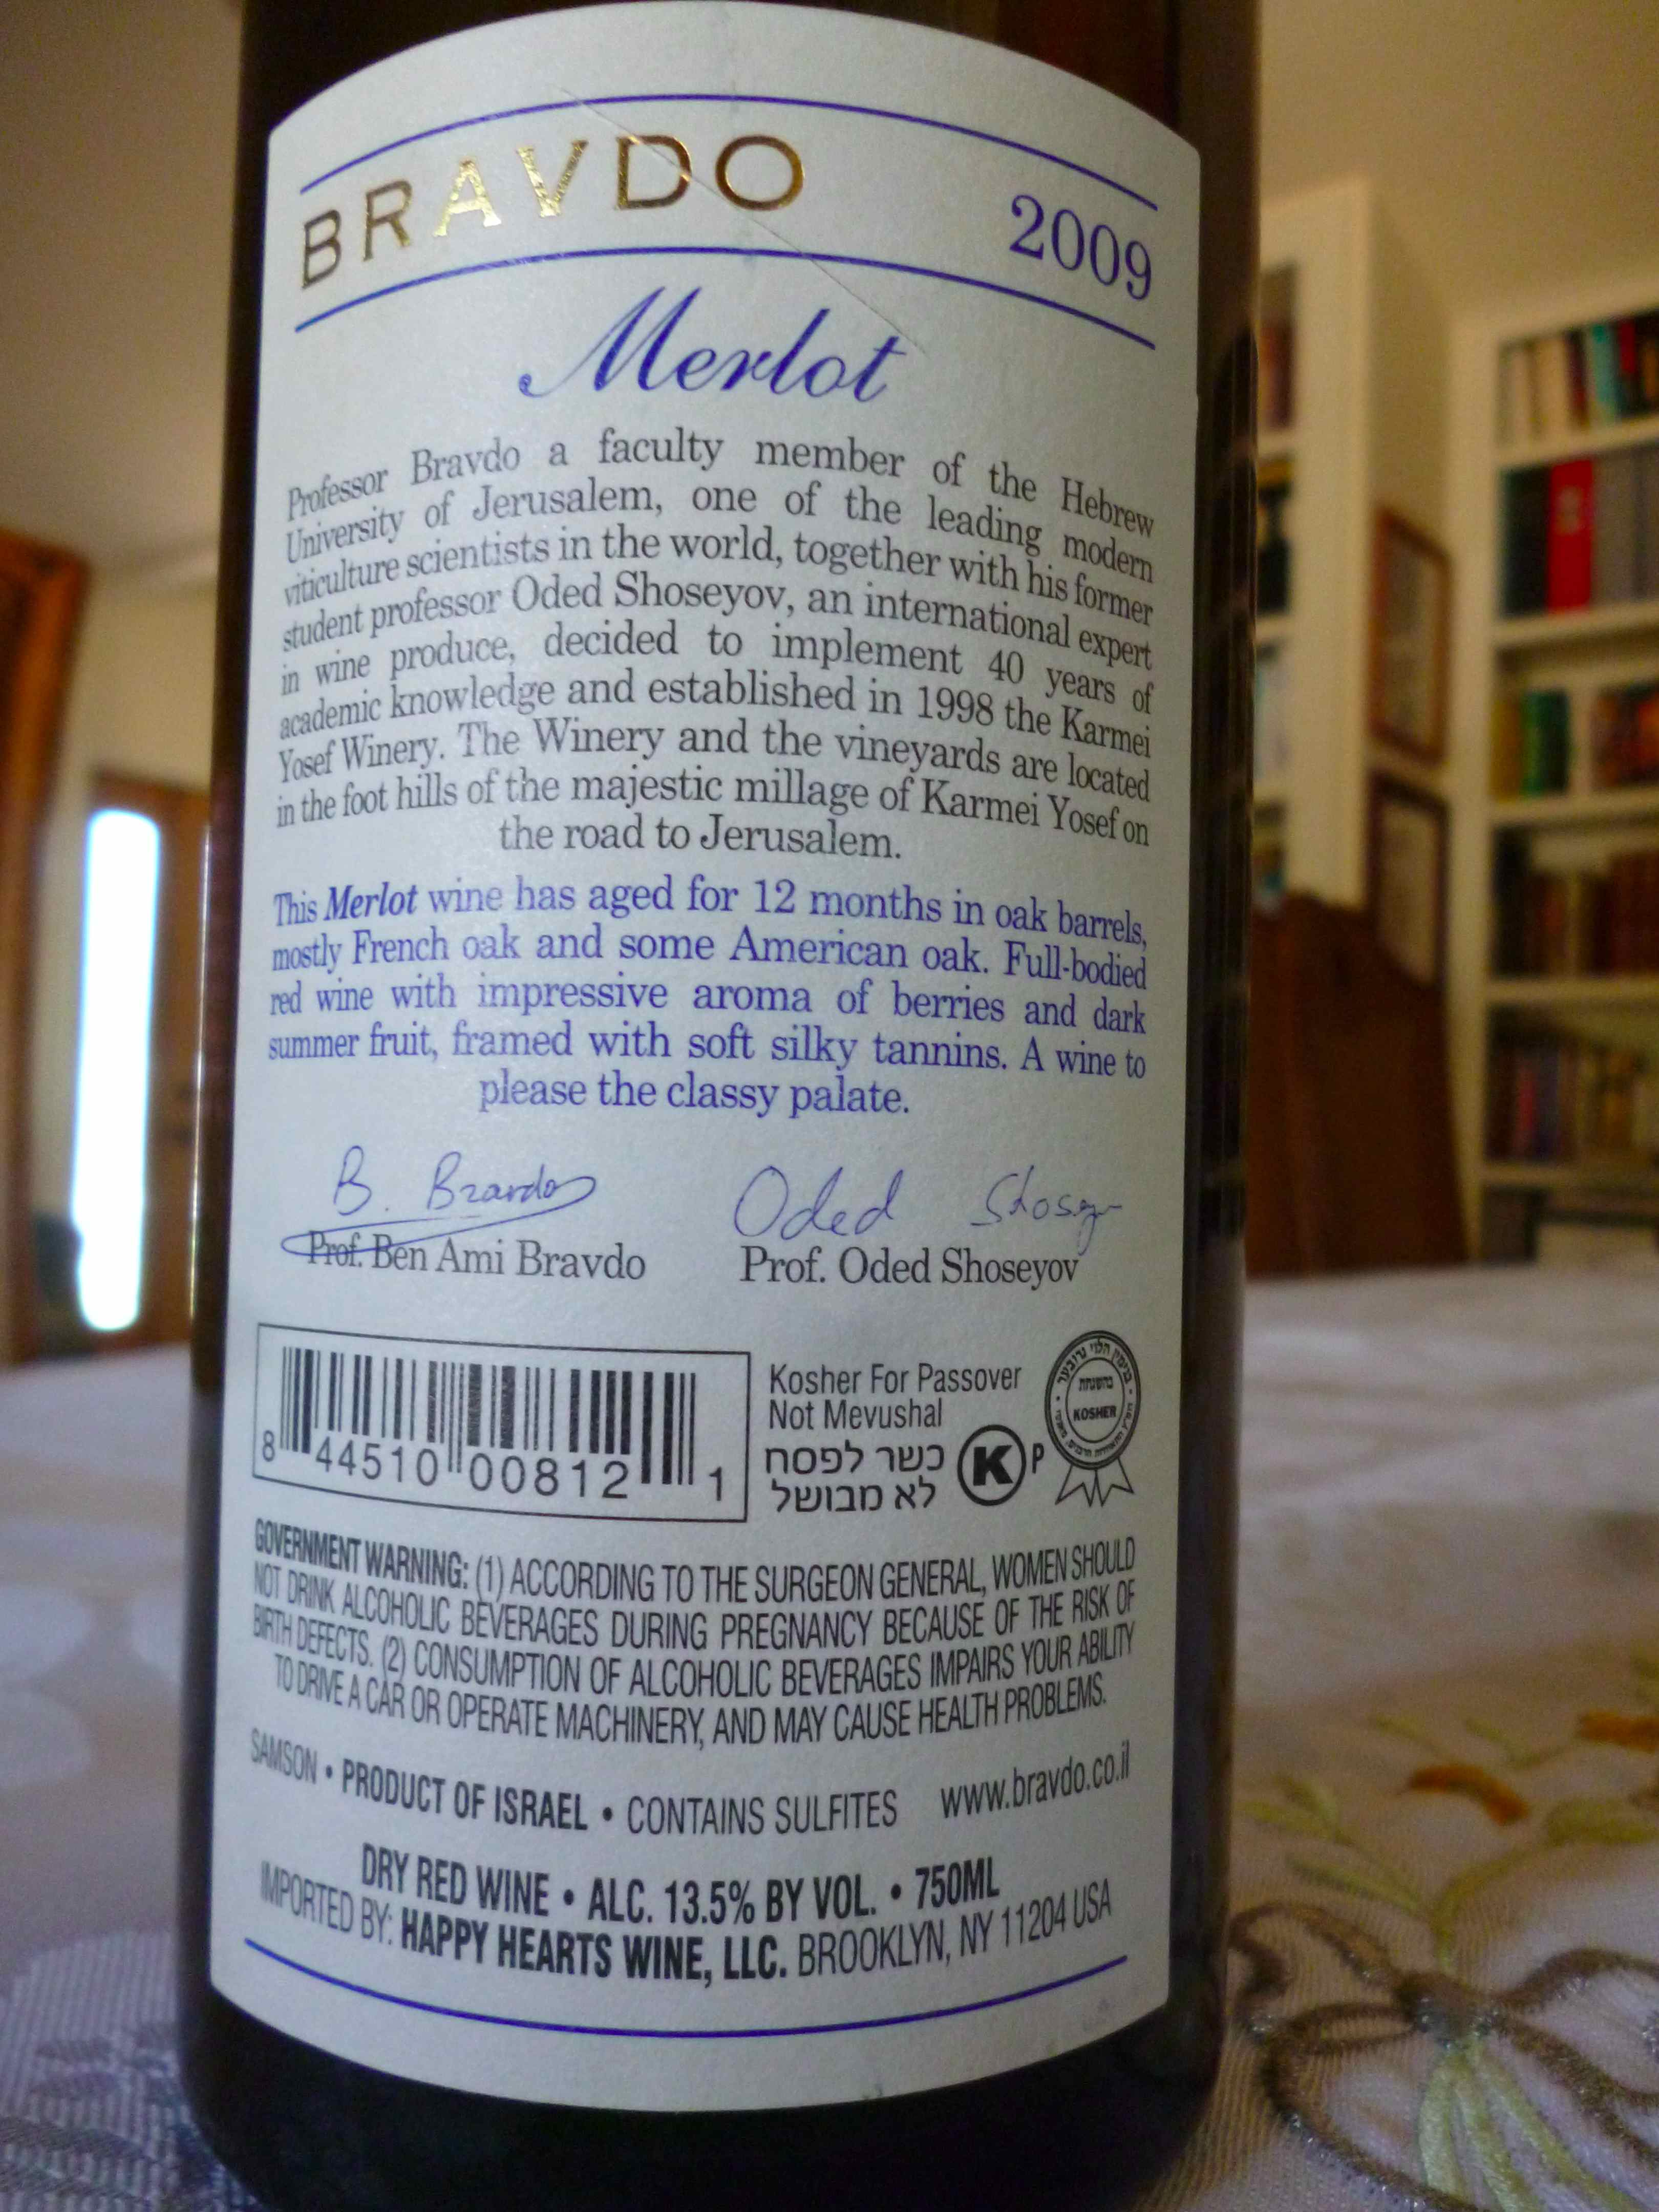 BRAVDO
2009
Merlot
Professor Bravdo a faculty member of the Hebrew
University of Jerusalem, one of the leading modern
viticulture scientists in the world, together with his former
student professor Oded Shoseyov, an international expert
in wine produce, decided to implement 40 years of
academic knowledge and established in 1998 the Karmei
Yosef Winery. The Winery and the vineyards are located
in the foot hills of the majestic millage of Karmei Yosef on
the road to Jerusalem.
This Merlot wine has aged for 12 months in oak barrels,
mostly French oak and some American oak. Full-bodied
red wine with impressive aroma of berries and dark
summer fruit, framed with soft silky tannins. A wine to
please the classy palate.
B. Bravdo
Oded
Prof. Ben Ami Bravdo
Prof. Oded Shoseyov
8 44510 00812 1
Kosher For Passover
Not Mevushal
כשר לפסח
לא מבושל
K P
בהשגחת
KOSHER
GOVERNMENT WARNING: (1) ACCORDING TO THE SURGEON GENERAL, WOMEN SHOULD
NOT DRINK ALCOHOLIC BEVERAGES DURING PREGNANCY BECAUSE OF THE RISK OF
BIRTH DEFECTS. (2) CONSUMPTION OF ALCOHOLIC BEVERAGES IMPAIRS YOUR ABILITY
TO DRIVE A CAR OR OPERATE MACHINERY, AND MAY CAUSE HEALTH PROBLEMS.
SAMSON • PRODUCT OF ISRAEL • CONTAINS SULFITES www.bravdo.co.il
DRY RED WINE • ALC. 13.5% BY VOL. • 750ML
IMPORTED BY: HAPPY HEARTS WINE, LLC. BROOKLYN, NY 11204 USA